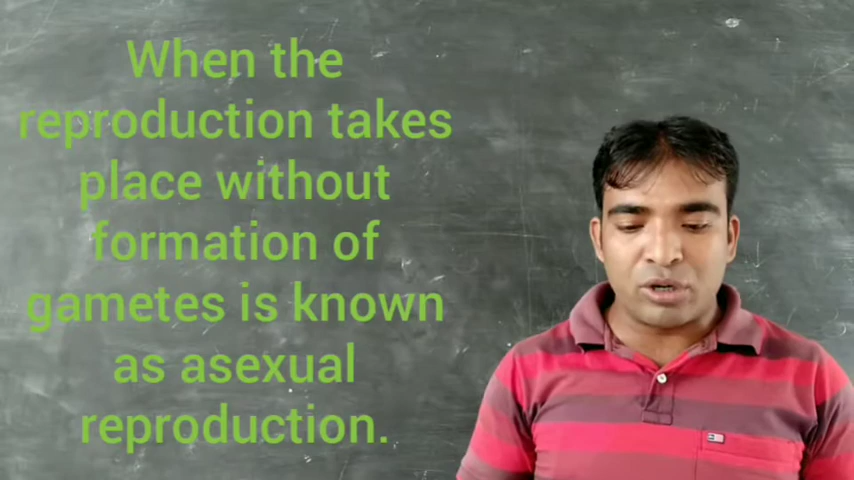 When the
reproduction takes
place without
formation of
gametes is known
as asexual
reproduction.